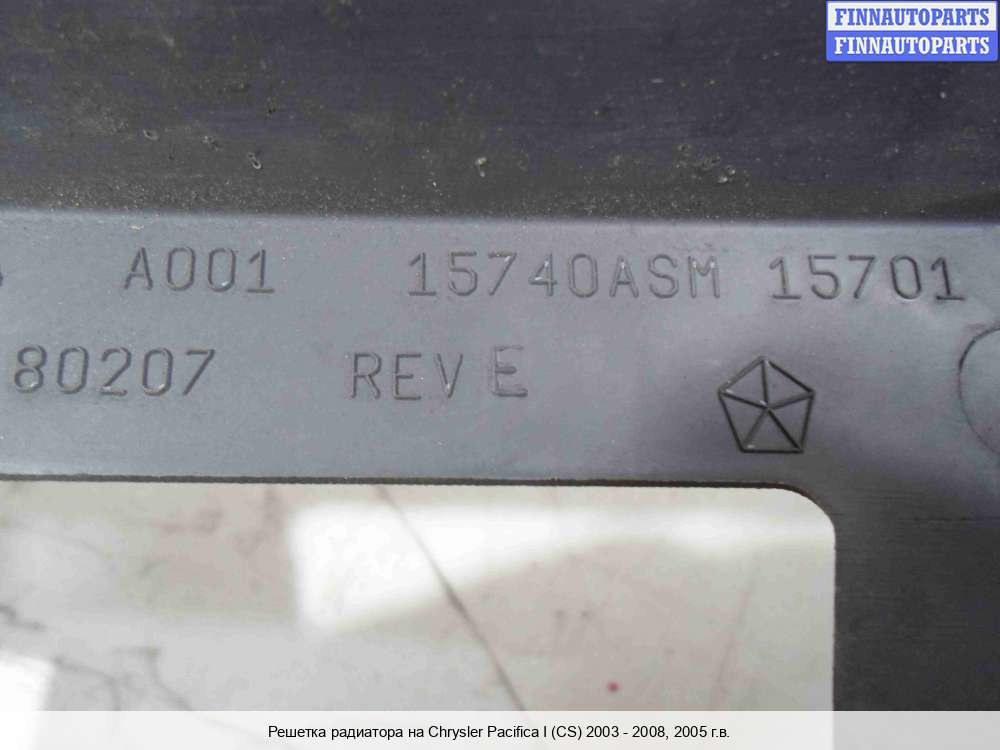 FINNAUTOPARTS
FINNAUTOPARTS
A001 15740ASM 15701
80207 REV E
Решетка радиатора на Chrysler Pacifica I (CS) 2003 - 2008, 2005 г.в.